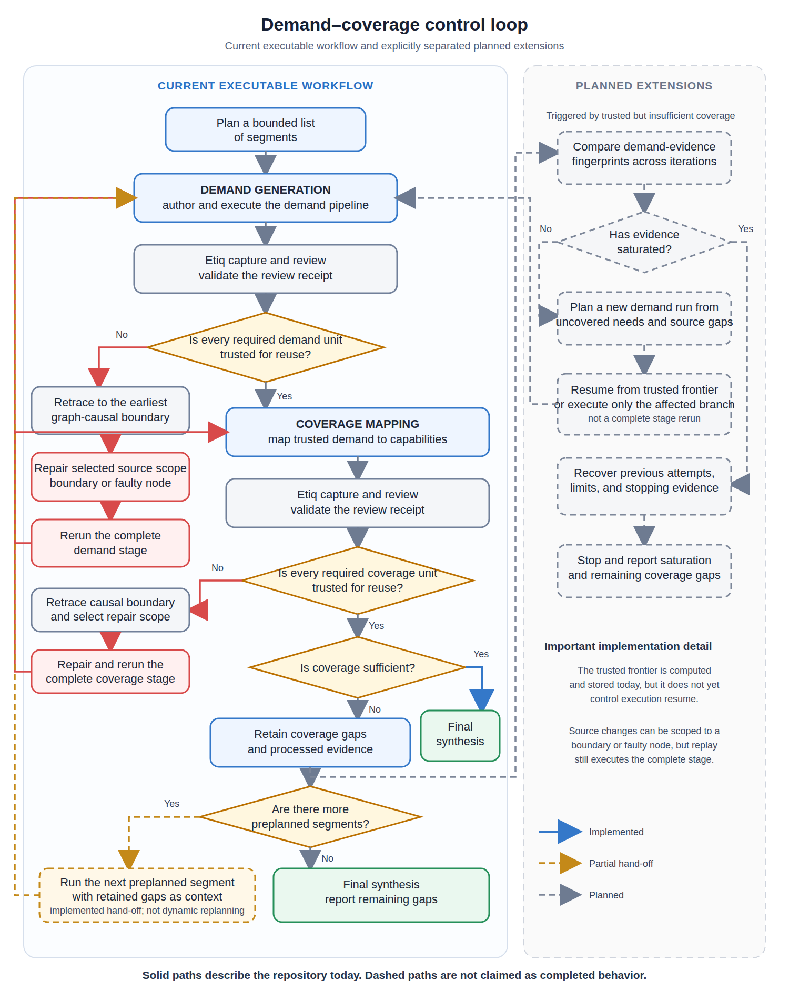 Demand–coverage control loop
Current executable workflow and explicitly separated planned extensions
CURRENT EXECUTABLE WORKFLOW
Plan a bounded list
of segments
DEMAND GENERATION
author and execute the demand pipeline
Etiq capture and review
validate the review receipt
Is every required demand unit
trusted for reuse?
No
Yes
Retrace to the earliest
graph-causal boundary
Repair selected source scope
boundary or faulty node
Rerun the complete
demand stage
COVERAGE MAPPING
map trusted demand to capabilities
Etiq capture and review
validate the review receipt
Is every required coverage unit
trusted for reuse?
No
Yes
Retrace causal boundary
and select repair scope
Repair and rerun the
complete coverage stage
Is coverage sufficient?
Yes
No
Final
synthesis
Retain coverage gaps
and processed evidence
Are there more
preplanned segments?
Yes
No
Run the next preplanned segment
with retained gaps as context
implemented hand-off; not dynamic replanning
Final synthesis
report remaining gaps
PLANNED EXTENSIONS
Triggered by trusted but insufficient coverage
Compare demand-evidence
fingerprints across iterations
Has evidence
saturated?
No
Yes
Plan a new demand run from
uncovered needs and source gaps
Resume from trusted frontier
or execute only the affected branch
not a complete stage rerun
Recover previous attempts,
limits, and stopping evidence
Stop and report saturation
and remaining coverage gaps
Important implementation detail
The trusted frontier is computed
and stored today, but it does not yet
control execution resume.
Source changes can be scoped to a
boundary or faulty node, but replay
still executes the complete stage.
Implemented
Partial hand-off
Planned
Solid paths describe the repository today. Dashed paths are not claimed as completed behavior.